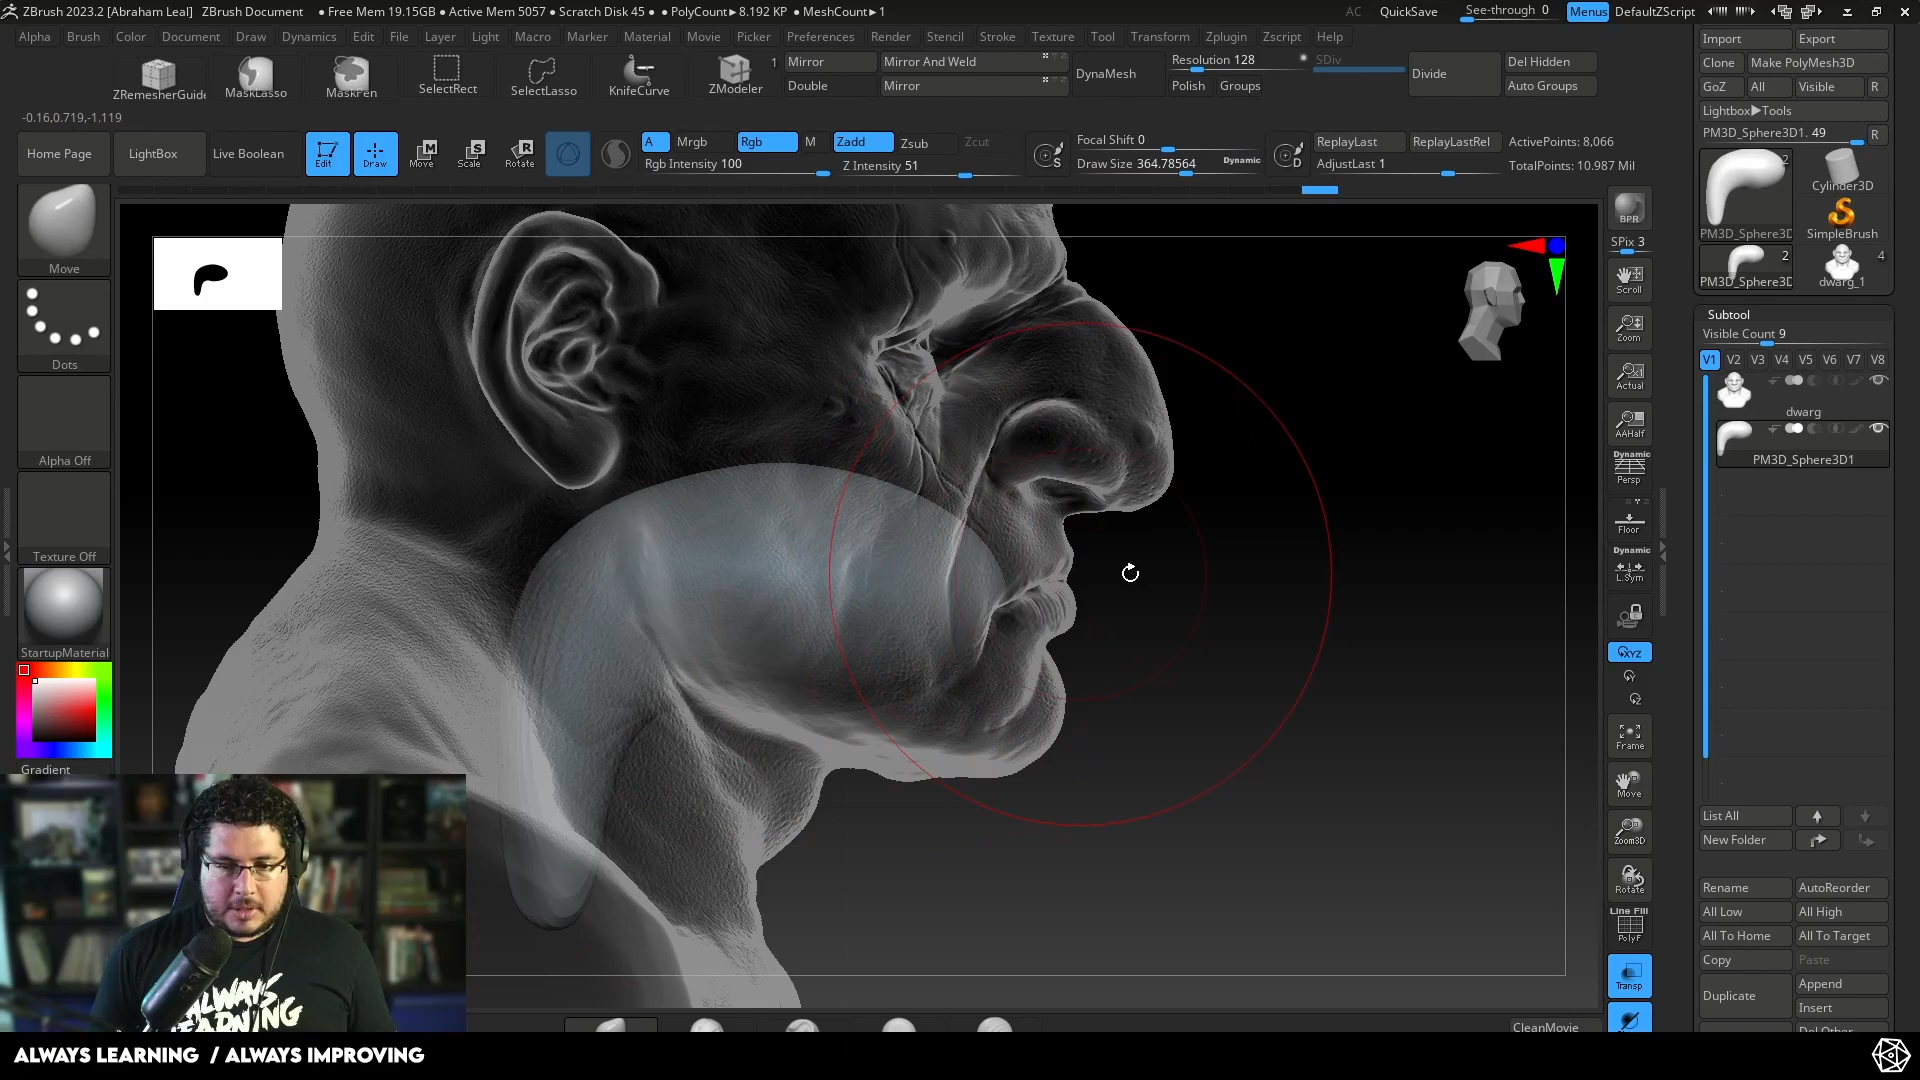 ZBrush 2023.2 [Abraham Leal] ZBrush Document ● Free Mem 19.15GB ● Active Mem 5057 ● Scratch Disk 45 ● ● PolyCount► 8.192 KP ● MeshCount► 1 AC QuickSave See-through 0 Menus DefaultZScript
Alpha Brush Color Document Draw Dynamics Edit File Layer Light Macro Marker Material Movie Picker Preferences Render Stencil Stroke Texture Tool Transform Zplugin Zscript Help
ZRemesherGuide MaskLasso MaskPen SelectRect SelectLasso KnifeCurve ZModeler 1
Mirror Mirror And Weld DynaMesh Resolution 128 SDiv Divide Del Hidden
Double Mirror Polish Groups Auto Groups
-0.16,0.719,-1.119
Home Page LightBox Live Boolean Edit Draw Move Scale Rotate
A Mrgb Rgb M Zadd Zsub Zcut
Rgb Intensity 100 Z Intensity 51
S Focal Shift 0
Draw Size 364.78564 Dynamic
D ReplayLast ReplayLastRel ActivePoints: 8,066
AdjustLast 1 TotalPoints: 10.987 Mil
Move
Dots
Alpha Off
Texture Off
StartupMaterial
Gradient
BPR
SPix 3
Scroll
Zoom
Actual
AAHalf
Dynamic
Persp
Floor
Dynamic
L.Sym
XYZ
Y
Z
Frame
Move
Zoom3D
Rotate
Line Fill
PolyF
Transp
Import Export
Clone Make PolyMesh3D
GoZ All Visible R
Lightbox►Tools
PM3D_Sphere3D1. 49 R
2
Cylinder3D
PM3D_Sphere3D SimpleBrush
2 4
PM3D_Sphere3D dwarg_1
Subtool
Visible Count 9
V1 V2 V3 V4 V5 V6 V7 V8
dwarg
PM3D_Sphere3D1
List All
New Folder
Rename AutoReorder
All Low All High
All To Home All To Target
Copy Paste
Duplicate Append
Insert
Del Other
CleanMovie
ALWAYS LEARNING
ALWAYS LEARNING / ALWAYS IMPROVING